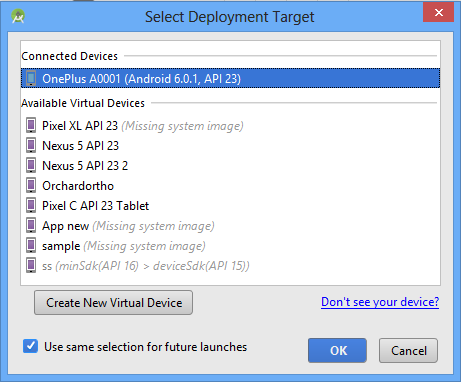 Select Deployment Target
Connected Devices
OnePlus A0001 (Android 6.0.1, API 23)
Available Virtual Devices
Pixel XL API 23 (Missing system image)
Nexus 5 API 23
Nexus 5 API 23 2
Orchardortho
Pixel C API 23 Tablet
App new (Missing system image)
sample (Missing system image)
ss (minSdk(API 16) > deviceSdk(API 15))
Create New Virtual Device
Don't see your device?
Use same selection for future launches
OK
Cancel